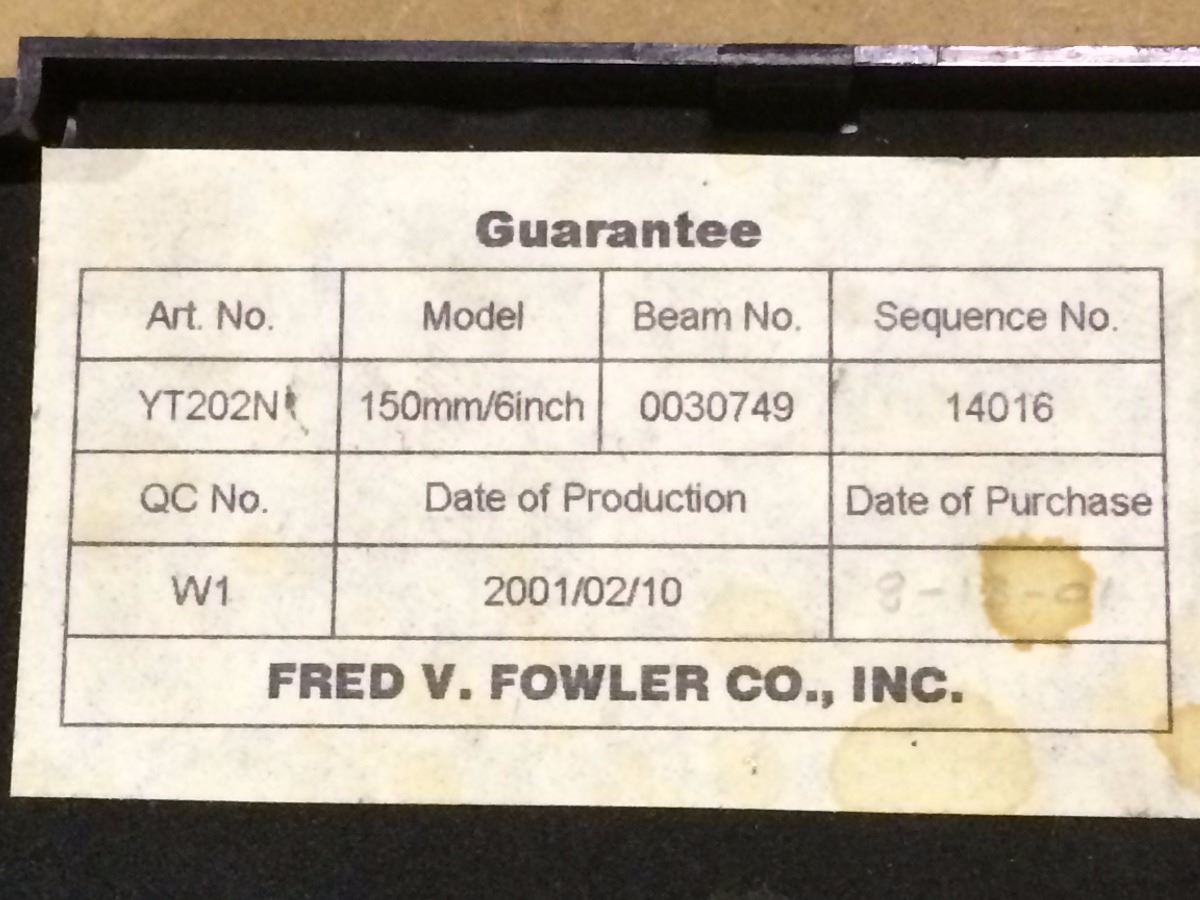 Guarantee
Art. No. Model Beam No. Sequence No.
YT202N 150mm/6inch 0030749 14016
QC No. Date of Production Date of Purchase
W1 2001/02/10
FRED V. FOWLER CO., INC.